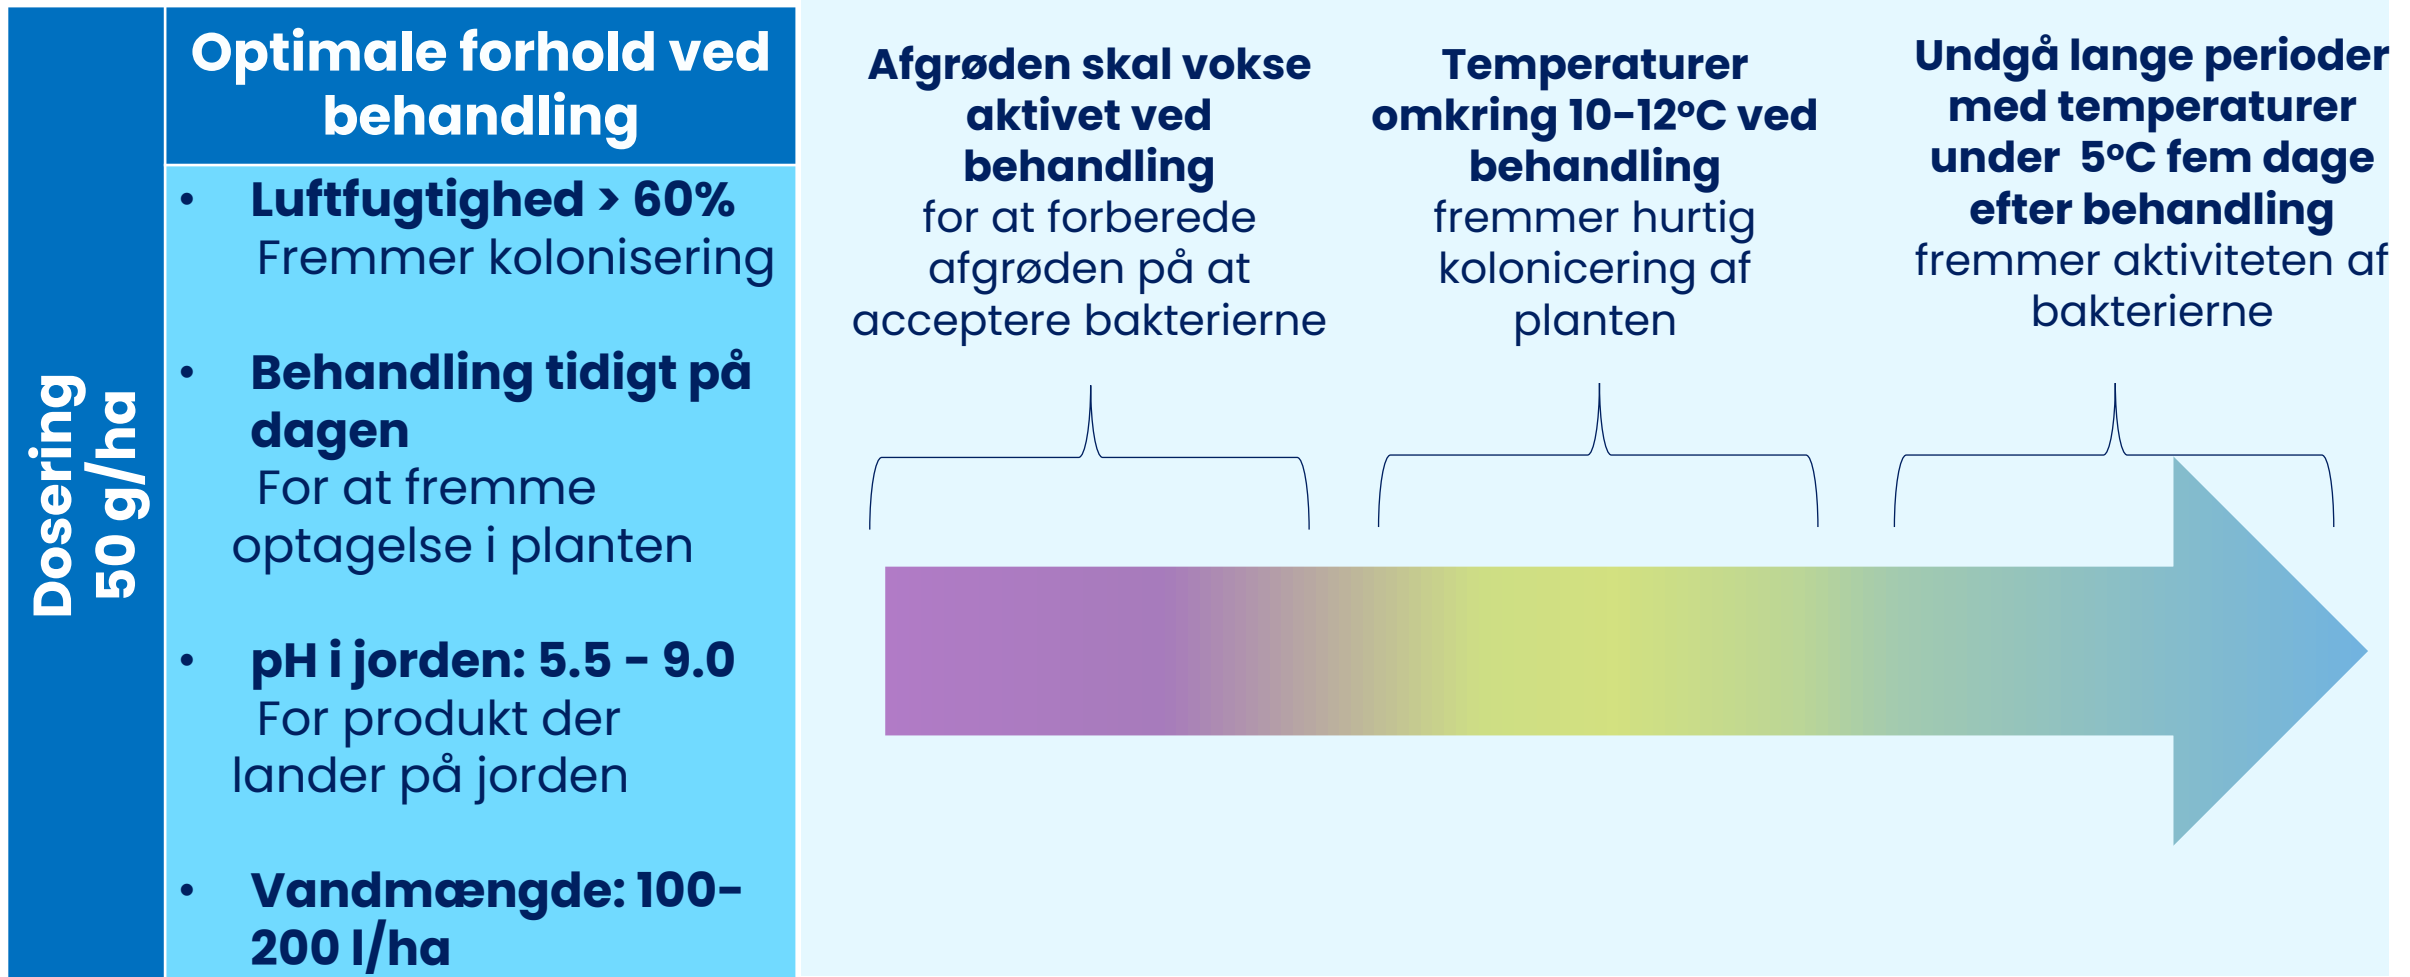 Dosering
50 g/ha
Optimale forhold ved
behandling
• Luftfugtighed > 60%
Fremmer kolonisering
• Behandling tidigt på
dagen
For at fremme
optagelse i planten
• pH i jorden: 5.5 – 9.0
For produkt der
lander på jorden
• Vandmængde: 100-
200 l/ha
Afgrøden skal vokse
aktivet ved
behandling
for at forberede
afgrøden på at
acceptere bakterierne
Temperaturer
omkring 10-12°C ved
behandling
fremmer hurtig
kolonicering af
planten
Undgå lange perioder
med temperaturer
under 5°C fem dage
efter behandling
fremmer aktiviteten af
bakterierne